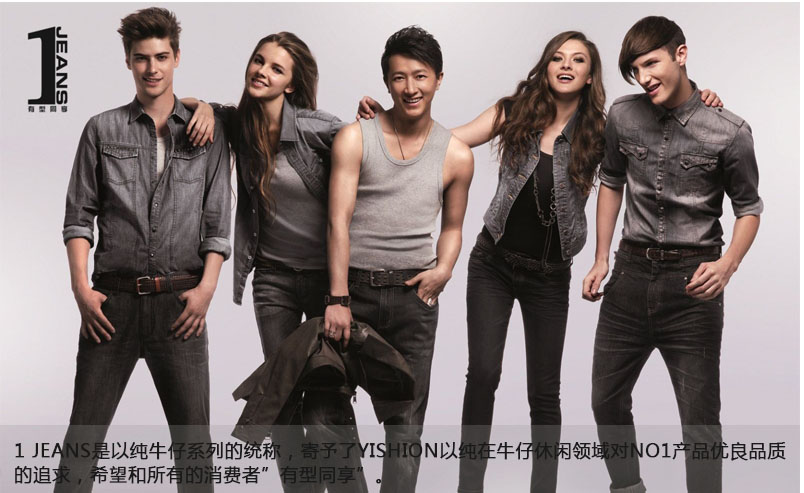 1 JEANS
有型同享
1 JEANS是以纯牛仔系列的统称，寄予了YISHION以纯在牛仔休闲领域对NO1产品优良品质
的追求，希望和所有的消费者”有型同享”。